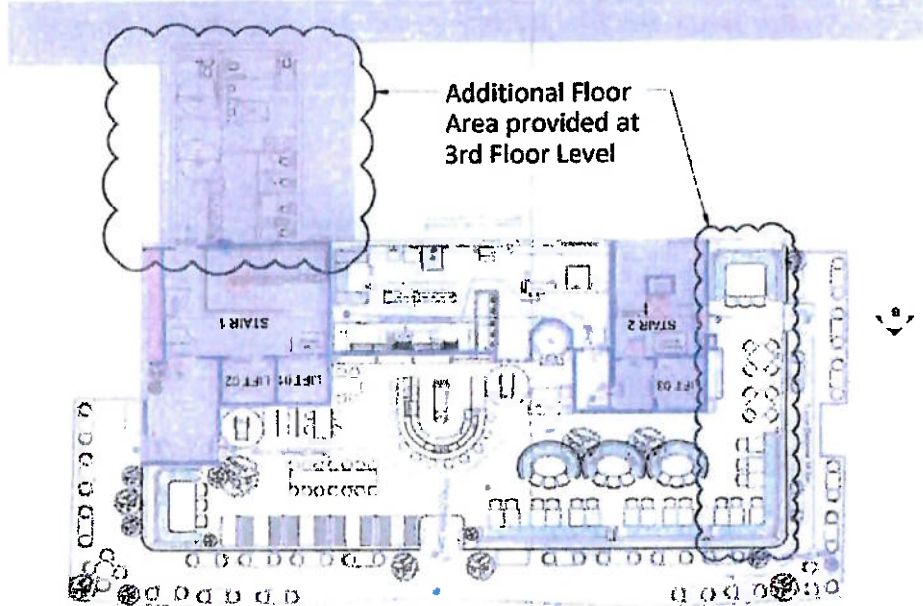 Additional Floor
Area provided at
3rd Floor Level
STAIR 1
STAIR 2
LIFT 02
LIFT 01
LIFT 03
B